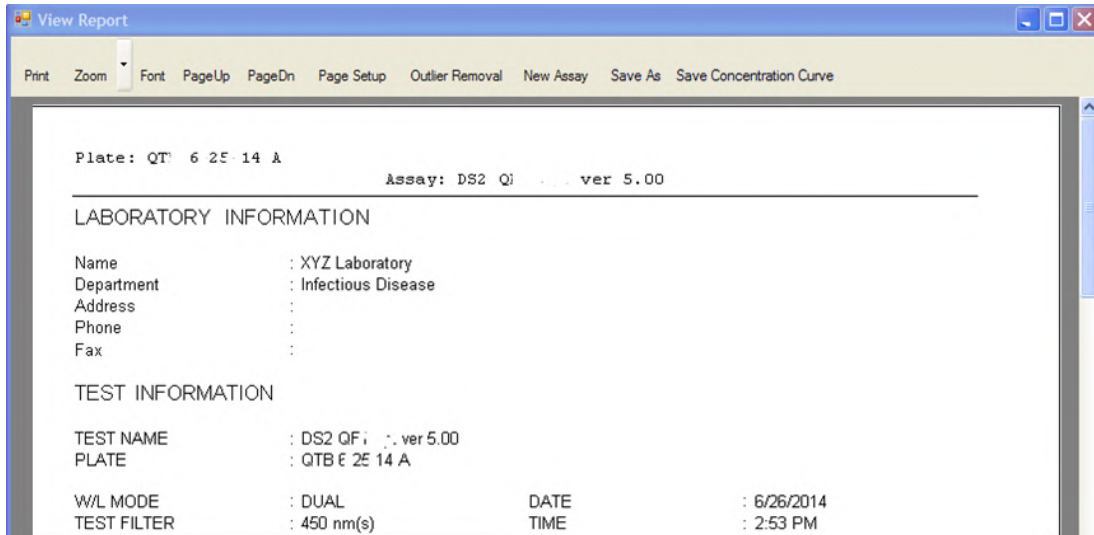 View Report
Print Zoom Font PageUp PageDn Page Setup Outlier Removal New Assay Save As Save Concentration Curve
Plate: 14 A
Assay: DS2 ver 5.00
LABORATORY INFORMATION
Name : XYZ Laboratory
Department : Infectious Disease
Address :
Phone :
Fax :
TEST INFORMATION
TEST NAME : DS2 ver 5.00
PLATE : 14 A
W/L MODE : DUAL DATE : 6/26/2014
TEST FILTER : 450 nm(s) TIME : 2:53 PM